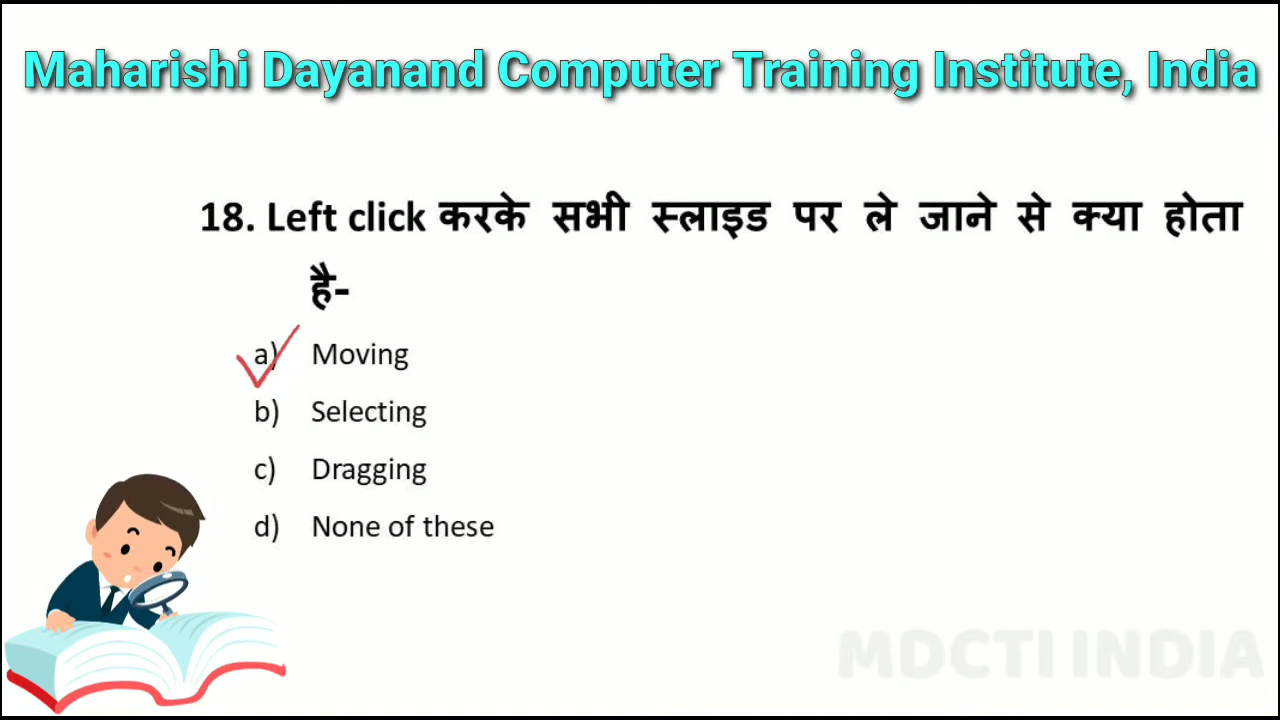 Maharishi Dayanand Computer Training Institute, India
18. Left click करके सभी स्लाइड पर ले जाने से क्या होता
है-
a) Moving
b) Selecting
c) Dragging
d) None of these
MDCTI INDIA